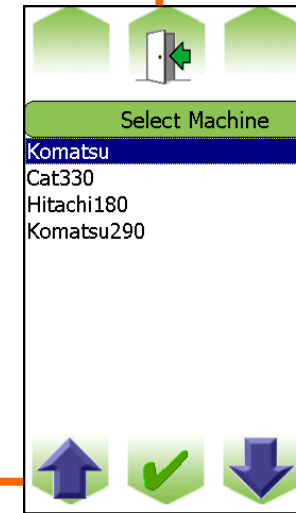 Select Machine
Komatsu
Cat330
Hitachi180
Komatsu290